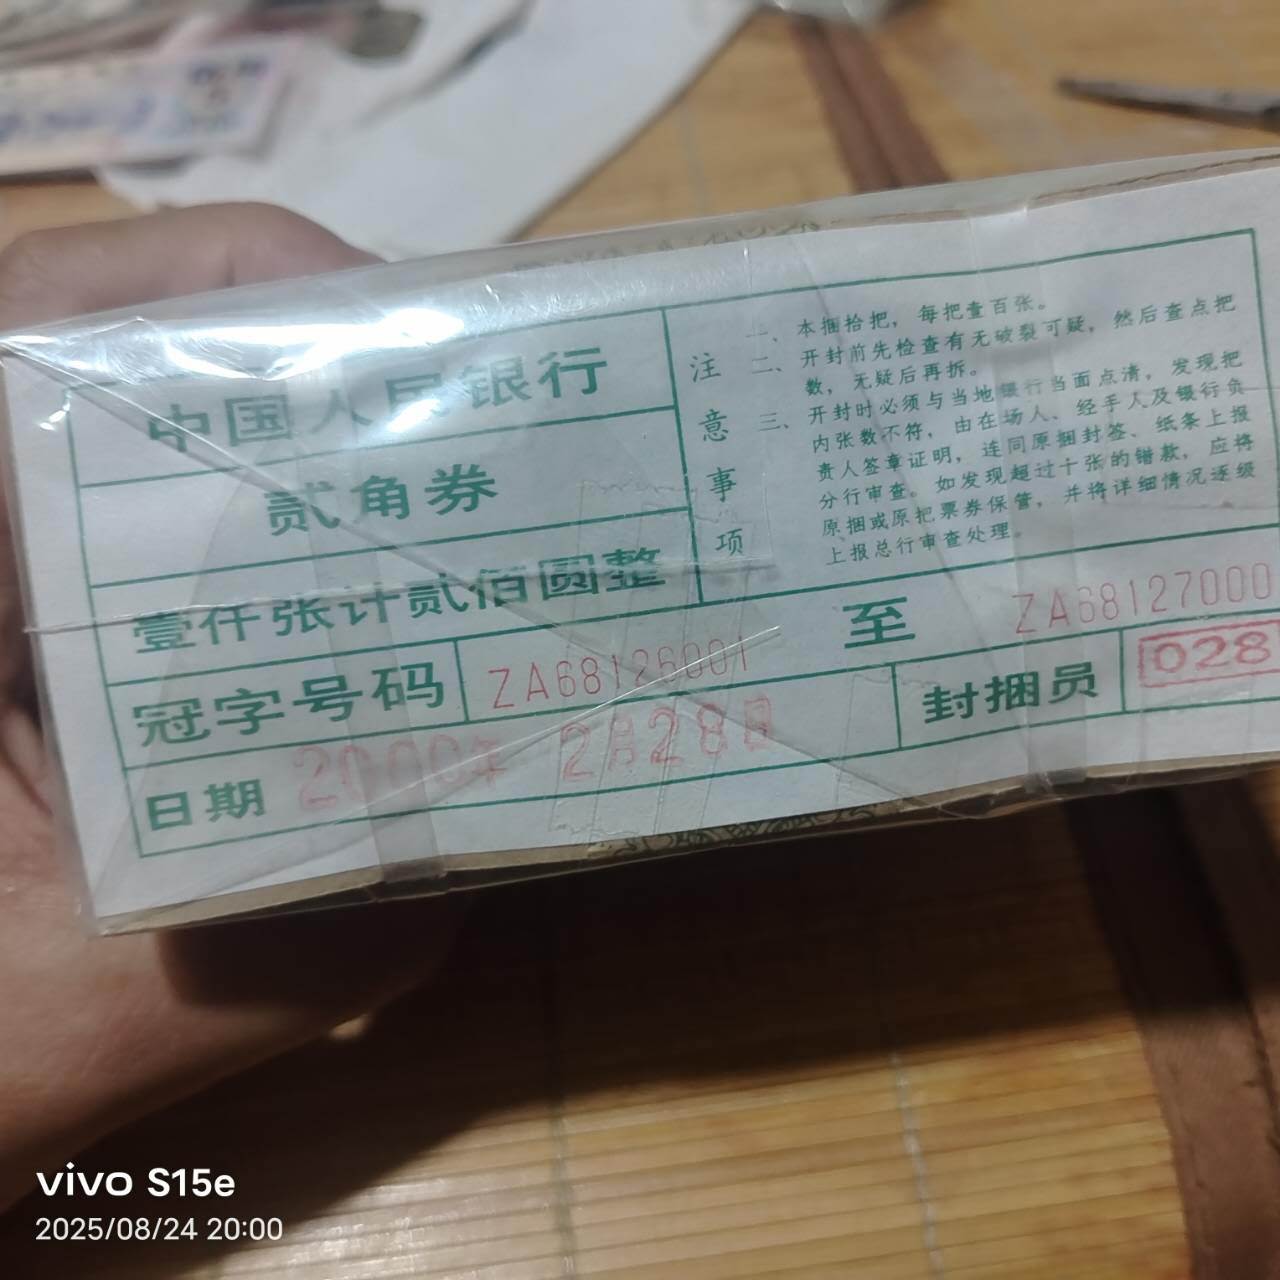 中国人民银行
贰角券
壹仟张计贰佰圆整
注意事项
一、本捆拾把，每把壹百张。
二、开封前先检查有无破裂可疑，然后查点把
数，无疑后再拆。
三、开封时必须与当地银行当面点清，发现把
内张数不符，由在场人、经手人及银行负
责人签章证明，连同原捆封签、纸条上报
分行审查。如发现超过十张的错款，应将
原捆或原把票券保管，并将详细情况逐级
上报总行审查处理。
冠字号码 ZA68126001 至 ZA68127000
日期 2000年 2月28日 封捆员 028
vivo S15e
2025/08/24 20:00